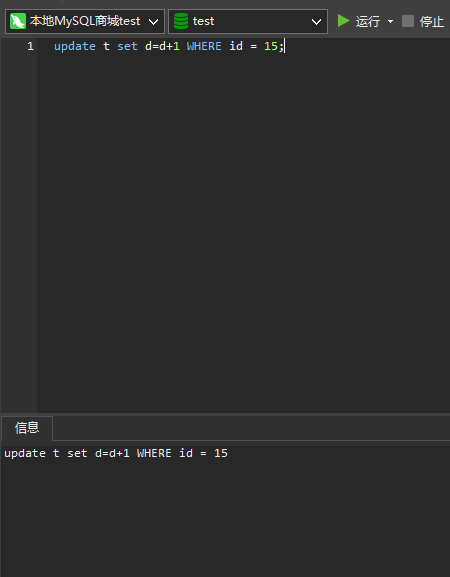 本地MySQL商城test test 运行 停止
1 update t set d=d+1 WHERE id = 15;
信息
update t set d=d+1 WHERE id = 15